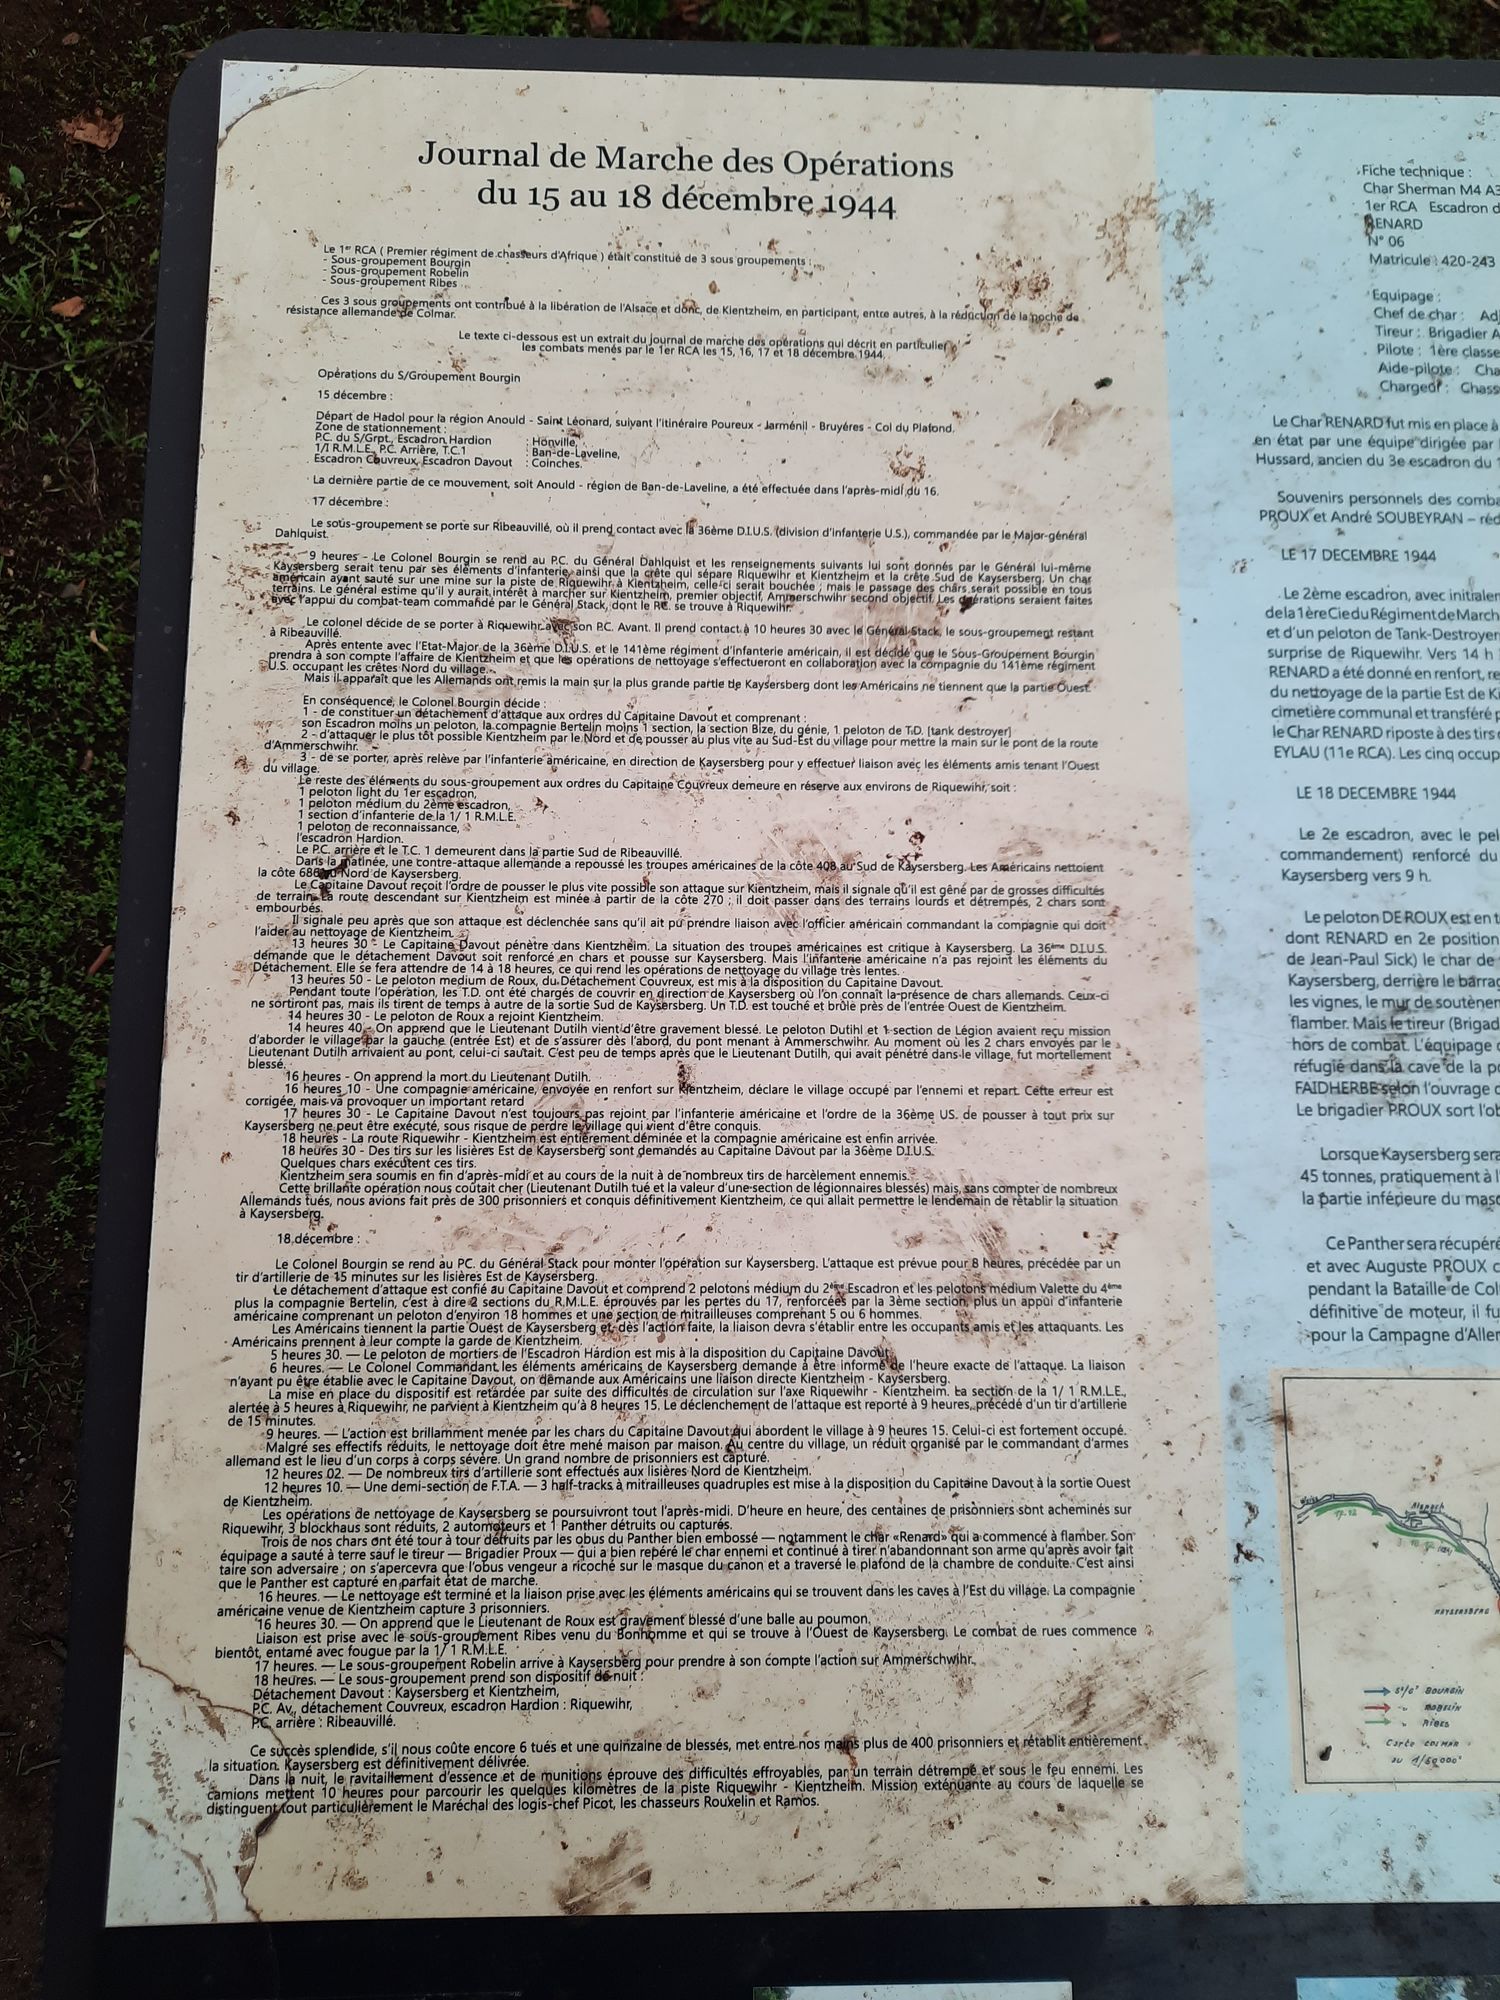 Journal de Marche des Opérations
du 15 au 18 décembre 1944
Le 1er RCA ( Premier régiment de chasseurs d'Afrique ) était constitué de 3 sous groupements :
- Sous-groupement Bourgin
- Sous-groupement Robelin
- Sous-groupement Ribes
Ces 3 sous groupements ont contribué à la libération de l'Alsace et donc, de Kientzheim, en participant, entre autres, à la réduction de la poche de
résistance allemande de Colmar.
Le texte ci-dessous est un extrait du journal de marche des opérations qui décrit en particulier
les combats menés par le 1er RCA les 15, 16, 17 et 18 décembre 1944.
Opérations du S/Groupement Bourgin
15 décembre :
Départ de Hadol pour la région Anould - Saint Léonard, suivant l'itinéraire Poureux - Jarménil - Bruyéres - Col du Plafond.
Zone de stationnement :
P.C. du S/Grpt., Escadron Hardion : Honville,
1/I R.M.L.E., P.C. Arrière, T.C.1 : Ban-de-Laveline,
Escadron Couvreux, Escadron Davout : Coinches.
La dernière partie de ce mouvement, soit Anould - région de Ban-de-Laveline, a été effectuée dans l'après-midi du 16.
17 décembre :
Le sous-groupement se porte sur Ribeauvillé, où il prend contact avec la 36ème D.I.U.S. (division d'infanterie U.S.), commandée par le Major-général
Dahlquist.
9 heures - Le Colonel Bourgin se rend au P.C. du Général Dahlquist et les renseignements suivants lui sont donnés par le Général lui-même
Kaysersberg serait tenu par ses éléments d'infanterie ainsi que la crête qui sépare Riquewihr et Kientzheim et la crête Sud de Kaysersberg. Un char
américain ayant sauté sur une mine sur la piste de Riquewihr à Kientzheim, celle-ci serait bouchée ; mais le passage des chars serait possible en tous
terrains. Le général estime qu'il y aurait intérêt à marcher sur Kientzheim, premier objectif, Ammerschwihr second objectif. Les opérations seraient faites
avec l'appui du combat-team commandé par le Général Stack, dont le P.C. se trouve à Riquewihr.
Le colonel décide de se porter à Riquewihr avec son P.C. Avant. Il prend contact à 10 heures 30 avec le Général Stack, le sous-groupement restant
à Ribeauvillé.
Après entente avec l'Etat-Major de la 36ème D.I.U.S. et le 141ème régiment d'infanterie américain, il est décidé que le Sous-Groupement Bourgin
prendra à son compte l'affaire de Kientzheim et que les opérations de nettoyage s'effectueront en collaboration avec la compagnie du 141ème régiment
U.S. occupant les crêtes Nord du village.
Mais il apparaît que les Allemands ont remis la main sur la plus grande partie de Kaysersberg dont les Américains ne tiennent que la partie Ouest.
En conséquence, le Colonel Bourgin décide :
1 - de constituer un détachement d'attaque aux ordres du Capitaine Davout et comprenant :
son Escadron moins un peloton, la compagnie Bertelin moins 1 section, la section Bize, du génie, 1 peloton de T.D. [tank destroyer]
2 - d'attaquer le plus tôt possible Kientzheim par le Nord et de pousser au plus vite au Sud-Est du village pour mettre la main sur le pont de la route
d'Ammerschwihr.
3 - de se porter, après relève par l'infanterie américaine, en direction de Kaysersberg pour y effectuer liaison avec les éléments amis tenant l'Ouest
du village.
Le reste des éléments du sous-groupement aux ordres du Capitaine Couvreux demeure en réserve aux environs de Riquewihr, soit :
1 peloton light du 1er escadron,
1 peloton médium du 2ème escadron,
1 section d'infanterie de la 1/ 1 R.M.L.E.
1 peloton de reconnaissance,
l'escadron Hardion.
Le P.C. arrière et le T.C. 1 demeurent dans la partie Sud de Ribeauvillé.
Dans la matinée, une contre-attaque allemande a repoussé les troupes américaines de la côte 408 au Sud de Kaysersberg. Les Américains nettoient
la côte 686 au Nord de Kaysersberg.
Le Capitaine Davout reçoit l'ordre de pousser le plus vite possible son attaque sur Kientzheim, mais il signale qu'il est gêné par de grosses difficultés
de terrain. La route descendant sur Kientzheim est minée à partir de la côte 270 ; il doit passer dans des terrains lourds et détrempés, 2 chars sont
embourbés.
Il signale peu après que son attaque est déclenchée sans qu'il ait pu prendre liaison avec l'officier américain commandant la compagnie qui doit
l'aider au nettoyage de Kientzheim.
13 heures 30 - Le Capitaine Davout pénètre dans Kientzheim. La situation des troupes américaines est critique à Kaysersberg. La 36ème D.I.U.S.
demande que le détachement Davout soit renforcé en chars et pousse sur Kaysersberg. Mais l'infanterie américaine n'a pas rejoint les éléments du
Détachement. Elle se fera attendre de 14 à 18 heures, ce qui rend les opérations de nettoyage du village très lentes.
13 heures 50 - Le peloton medium de Roux, du Détachement Couvreux, est mis à la disposition du Capitaine Davout.
Pendant toute l'opération, les T.D. ont été chargés de couvrir en direction de Kaysersberg où l'on connaît la présence de chars allemands. Ceux-ci
ne sortiront pas, mais ils tirent de temps à autre de la sortie Sud de Kaysersberg. Un T.D. est touché et brûle près de l'entrée Ouest de Kientzheim.
14 heures 30 - Le peloton de Roux a rejoint Kientzheim.
14 heures 40 - On apprend que le Lieutenant Dutilh vient d'être gravement blessé. Le peloton Dutihl et 1 section de Légion avaient reçu mission
d'aborder le village par la gauche (entrée Est) et de s'assurer dès l'abord, du pont menant à Ammerschwihr. Au moment où les 2 chars envoyés par le
Lieutenant Dutilh arrivaient au pont, celui-ci sautait. C'est peu de temps après que le Lieutenant Dutilh, qui avait pénétré dans le village, fut mortellement
blessé.
16 heures - On apprend la mort du Lieutenant Dutilh.
16 heures 10 - Une compagnie américaine, envoyée en renfort sur Kientzheim, déclare le village occupé par l'ennemi et repart. Cette erreur est
corrigée, mais va provoquer un important retard
17 heures 30 - Le Capitaine Davout n'est toujours pas rejoint par l'infanterie américaine et l'ordre de la 36ème US. de pousser à tout prix sur
Kaysersberg ne peut être exécuté, sous risque de perdre le village qui vient d'être conquis.
18 heures - La route Riquewihr - Kientzheim est entièrement déminée et la compagnie américaine est enfin arrivée.
18 heures 30 - Des tirs sur les lisières Est de Kaysersberg sont demandés au Capitaine Davout par la 36ème D.I.U.S.
Quelques chars exécutent ces tirs.
Kientzheim sera soumis en fin d'après-midi et au cours de la nuit à de nombreux tirs de harcèlement ennemis.
Cette brillante opération nous coûtait cher (Lieutenant Dutilh tué et la valeur d'une section de légionnaires blessés) mais, sans compter de nombreux
Allemands tués, nous avions fait près de 300 prisonniers et conquis définitivement Kientzheim, ce qui allait permettre le lendemain de rétablir la situation
à Kaysersberg.
18 décembre :
Le Colonel Bourgin se rend au PC. du Général Stack pour monter l'opération sur Kaysersberg. L'attaque est prévue pour 8 heures, précédée par un
tir d'artillerie de 15 minutes sur les lisières Est de Kaysersberg.
Le détachement d'attaque est confié au Capitaine Davout et comprend 2 pelotons médium du 2ème Escadron et les pelotons médium Valette du 4ème
plus la compagnie Bertelin, c'est à dire 2 sections du R.M.L.E. éprouvés par les pertes du 17, renforcées par la 3ème section, plus un appui d'infanterie
américaine comprenant un peloton d'environ 18 hommes et une section de mitrailleuses comprenant 5 ou 6 hommes.
Les Américains tiennent la partie Ouest de Kaysersberg et, dès l'action faite, la liaison devra s'établir entre les occupants amis et les attaquants. Les
Américains prennent à leur compte la garde de Kientzheim.
5 heures 30. — Le peloton de mortiers de l'Escadron Hardion est mis à la disposition du Capitaine Davout.
6 heures. — Le Colonel Commandant les éléments américains de Kaysersberg demande à être informé de l'heure exacte de l'attaque. La liaison
n'ayant pu être établie avec le Capitaine Davout, on demande aux Américains une liaison directe Kientzheim - Kaysersberg.
La mise en place du dispositif est retardée par suite des difficultés de circulation sur l'axe Riquewihr - Kientzheim. La section de la 1/ 1 R.M.L.E.,
alertée à 5 heures à Riquewihr, ne parvient à Kientzheim qu'à 8 heures 15. Le déclenchement de l'attaque est reporté à 9 heures, précédé d'un tir d'artillerie
de 15 minutes.
9 heures. — L'action est brillamment menée par les chars du Capitaine Davout qui abordent le village à 9 heures 15. Celui-ci est fortement occupé.
Malgré ses effectifs réduits, le nettoyage doit être mené maison par maison. Au centre du village, un réduit organisé par le commandant d'armes
allemand est le lieu d'un corps à corps sévère. Un grand nombre de prisonniers est capturé.
12 heures 02. — De nombreux tirs d'artillerie sont effectués aux lisières Nord de Kientzheim.
12 heures 10. — Une demi-section de F.T.A. — 3 half-tracks à mitrailleuses quadruples est mise à la disposition du Capitaine Davout à la sortie Ouest
de Kientzheim.
Les opérations de nettoyage de Kaysersberg se poursuivront tout l'après-midi. D'heure en heure, des centaines de prisonniers sont acheminés sur
Riquewihr, 3 blockhaus sont réduits, 2 automoteurs et 1 Panther détruits ou capturés.
Trois de nos chars ont été tour à tour détruits par les obus du Panther bien embossé — notamment le char «Renard» qui a commencé à flamber. Son
équipage a sauté à terre sauf le tireur — Brigadier Proux — qui a bien repéré le char ennemi et continué à tirer n'abandonnant son arme qu'après avoir fait
taire son adversaire ; on s'apercevra que l'obus vengeur a ricoché sur le masque du canon et a traversé le plafond de la chambre de conduite. C'est ainsi
que le Panther est capturé en parfait état de marche.
16 heures. — Le nettoyage est terminé et la liaison prise avec les éléments américains qui se trouvent dans les caves à l'Est du village. La compagnie
américaine venue de Kientzheim capture 3 prisonniers.
16 heures 30. — On apprend que le Lieutenant de Roux est gravement blessé d'une balle au poumon.
Liaison est prise avec le sous-groupement Ribes venu du Bonhomme et qui se trouve à l'Ouest de Kaysersberg. Le combat de rues commence
bientôt, entamé avec fougue par la 1/ 1 R.M.L.E.
17 heures. — Le sous-groupement Robelin arrive à Kaysersberg pour prendre à son compte l'action sur Ammerschwihr.
18 heures. — Le sous-groupement prend son dispositif de nuit :
Détachement Davout : Kaysersberg et Kientzheim,
P.C. Av., détachement Couvreux, escadron Hardion : Riquewihr,
P.C. arrière : Ribeauvillé.
Ce succès splendide, s'il nous coûte encore 6 tués et une quinzaine de blessés, met entre nos mains plus de 400 prisonniers et rétablit entièrement
la situation. Kaysersberg est définitivement délivrée.
Dans la nuit, le ravitaillement d'essence et de munitions éprouve des difficultés effroyables, par un terrain détrempé et sous le feu ennemi. Les
camions mettent 10 heures pour parcourir les quelques kilomètres de la piste Riquewihr - Kientzheim. Mission exténuante au cours de laquelle se
distinguent tout particulièrement le Maréchal des logis-chef Picot, les chasseurs Rouxelin et Ramos.
Fiche technique :
Char Sherman M4 A3
1er RCA Escadron d
RENARD
N° 06
Matricule : 420-243
Equipage :
Chef de char : Adj
Tireur : Brigadier A
Pilote : 1ère classe
Aide-pilote : Cha
Chargeur : Chass
Le Char RENARD fut mis en place à
en état par une équipe dirigée par
Hussard, ancien du 3e escadron du 1
Souvenirs personnels des comba
PROUX et André SOUBEYRAN – réd
LE 17 DECEMBRE 1944
Le 2ème escadron, avec initialem
de la 1ère Cie du Régiment de March
et d'un peloton de Tank-Destroyer
surprise de Riquewihr. Vers 14 h
RENARD a été donné en renfort, re
du nettoyage de la partie Est de Ki
cimetière communal et transféré p
le Char RENARD riposte à des tirs
EYLAU (11e RCA). Les cinq occup
LE 18 DECEMBRE 1944
Le 2e escadron, avec le pel
commandement) renforcé du
Kaysersberg vers 9 h.
Le peloton DE ROUX est en t
dont RENARD en 2e position
de Jean-Paul Sick) le char de
Kaysersberg, derrière le barrag
les vignes, le mur de soutènem
flamber. Mais le tireur (Brigad
hors de combat. L'équipage
réfugié dans la cave de la po
FAIDHERBE selon l'ouvrage
Le brigadier PROUX sort l'ob
Lorsque Kaysersberg sera
45 tonnes, pratiquement à l
la partie inférieure du masq
Ce Panther sera récupéré
et avec Auguste PROUX c
pendant la Bataille de Col
définitive de moteur, il fu
pour la Campagne d'Aller
KAYSERSBERG
Ss/Gt BOURGIN
" ROBELIN
" RIBES
Carte COLMAR
au 1/50 000e